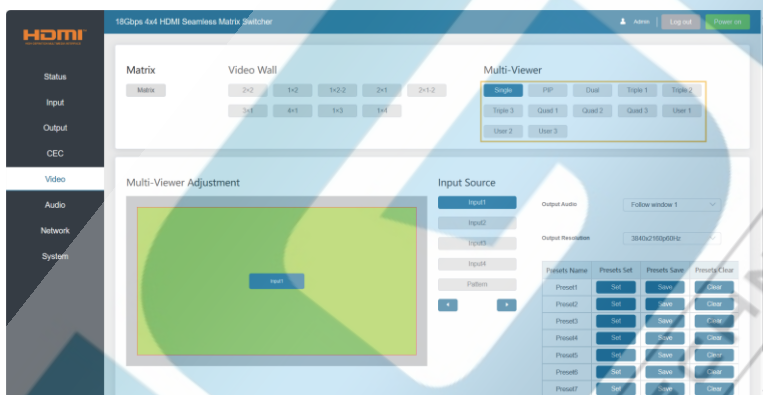 HDMI
18Gbps 4x4 HDMI Seamless Matrix Switcher
Admin
Log out
Power on
Status
Input
Output
CEC
Video
Audio
Network
System
Matrix
Matrix
Video Wall
2×2 1×2 1×2-2 2×1 2×1-2
3×1 4×1 1×3 1×4
Multi-Viewer
Single PIP Dual Triple 1 Triple 2
Triple 3 Quad 1 Quad 2 Quad 3 User 1
User 2 User 3
Multi-Viewer Adjustment
Input1
Input Source
Input1
Input2
Input3
Input4
Pattern
Output Audio Follow window 1
Output Resolution 3840x2160p60Hz
Presets Name Presets Set Presets Save Presets Clear
Preset1 Set Save Clear
Preset2 Set Save Clear
Preset3 Set Save Clear
Preset4 Set Save Clear
Preset5 Set Save Clear
Preset6 Set Save Clear
Preset7 Set Save Clear